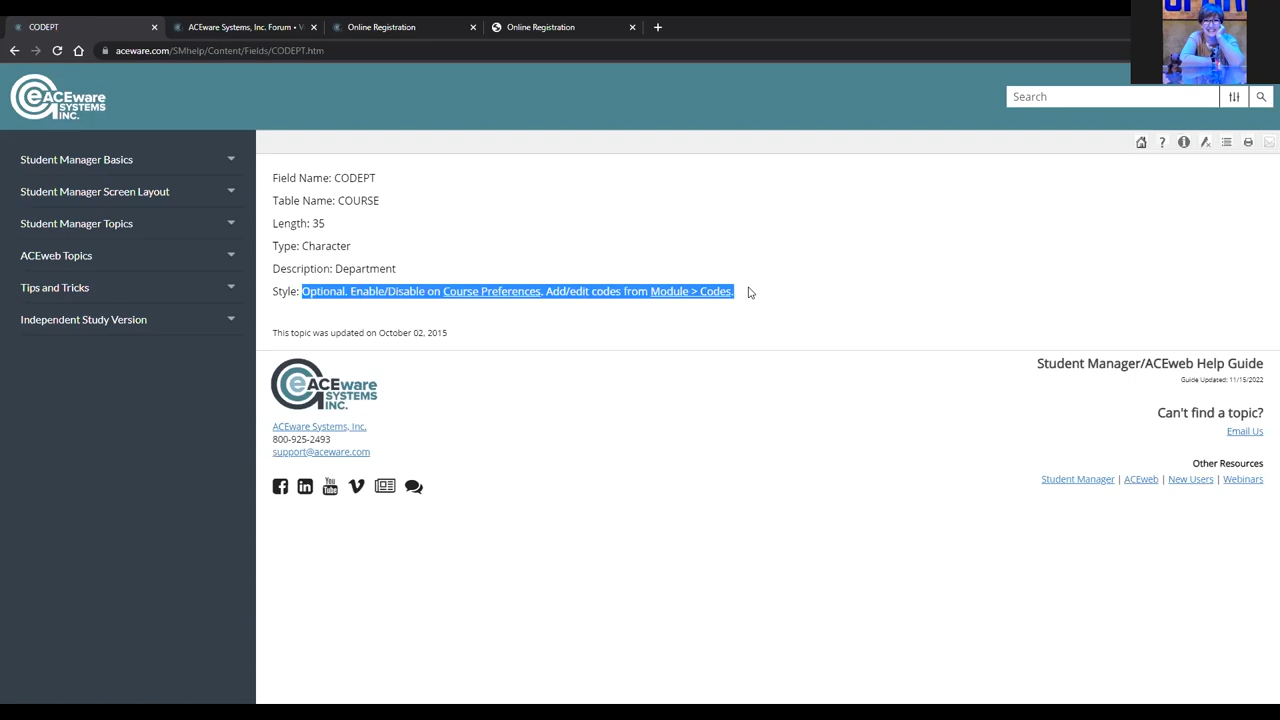 CODEPT
ACEware Systems, Inc. Forum - V
Online Registration
Online Registration
aceware.com/SMhelp/Content/Fields/CODEPT.htm
ACEware
SYSTEMS
INC.
Search
Student Manager Basics
Student Manager Screen Layout
Student Manager Topics
ACEweb Topics
Tips and Tricks
Independent Study Version
Field Name: CODEPT
Table Name: COURSE
Length: 35
Type: Character
Description: Department
Style: Optional. Enable/Disable on Course Preferences. Add/edit codes from Module > Codes.
This topic was updated on October 02, 2015
ACEware
SYSTEMS
INC.
ACEware Systems, Inc.
800-925-2493
support@aceware.com
You
Tube
Student Manager/ACEweb Help Guide
Guide Updated: 11/15/2022
Can't find a topic?
Email Us
Other Resources
Student Manager | ACEweb | New Users | Webinars